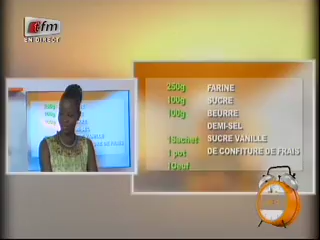 tfm
EN DIRECT
250g FARINE
100g SUCRE
100g BEURRE
DEMI-SEL
1Sachet SUCRE VANILLE
1 pot DE CONFITURE DE FRAIS
1Oeuf